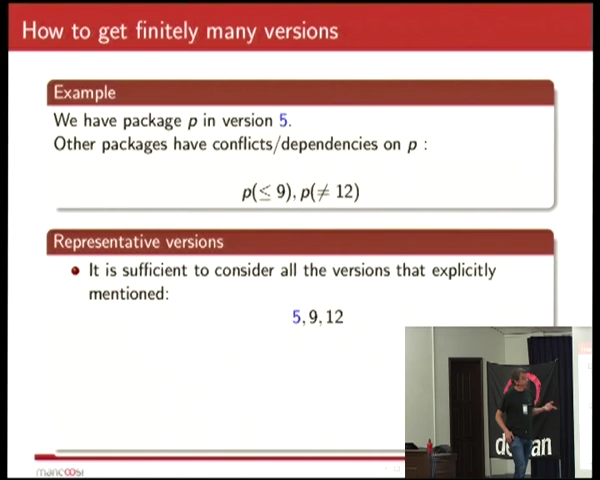 How to get finitely many versions
Example
We have package p in version 5.
Other packages have conflicts/dependencies on p :
p(≤ 9), p(≠ 12)
Representative versions
It is sufficient to consider all the versions that explicitly
mentioned:
5, 9, 12
debian
mancoosi